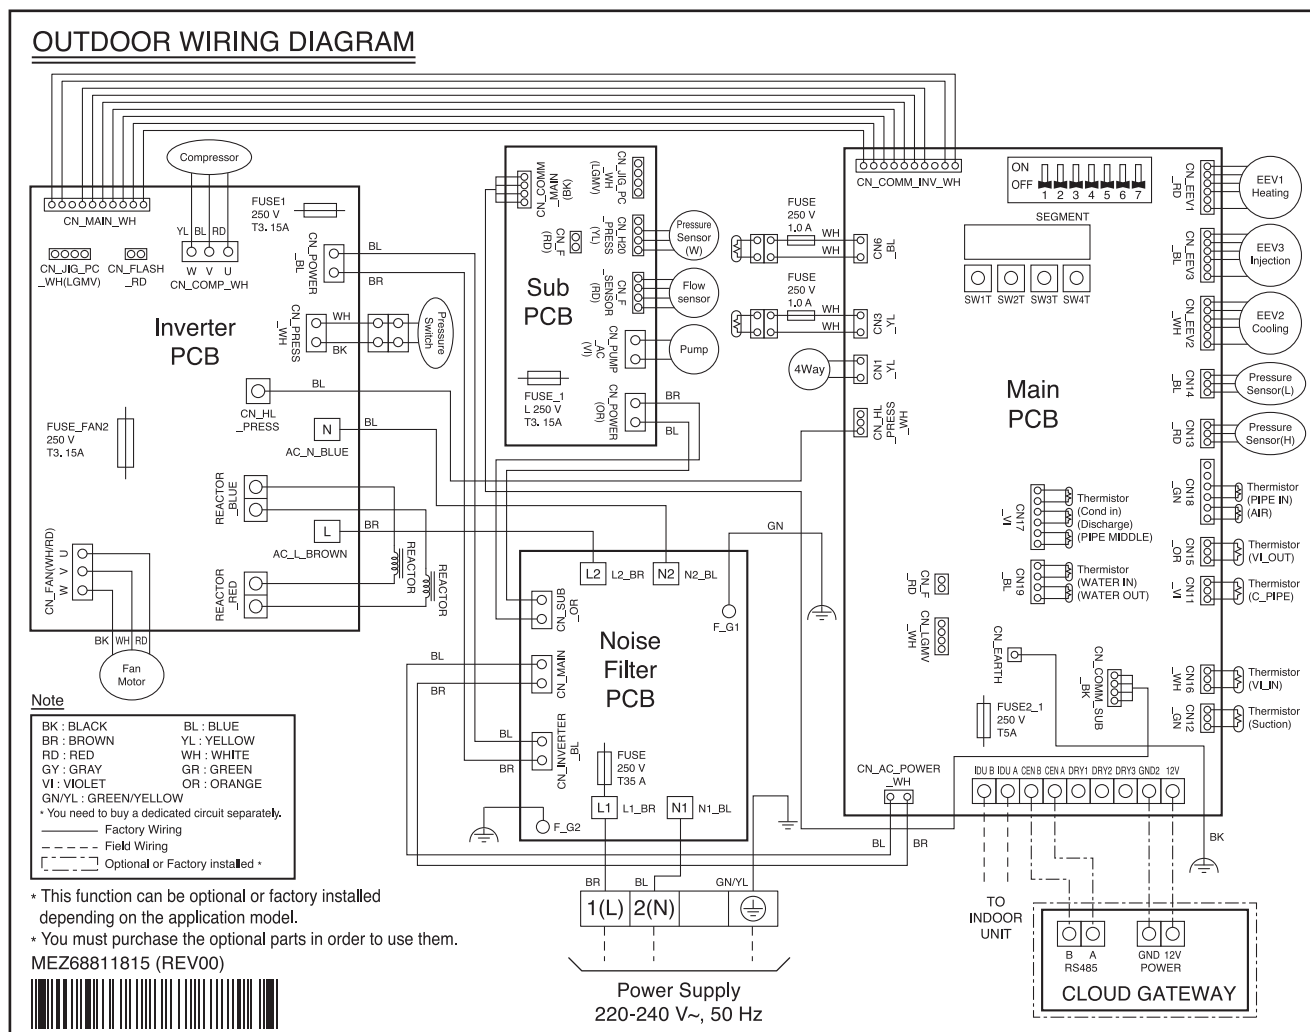 OUTDOOR WIRING DIAGRAM
Compressor
CN_MAIN_WH
YL BL RD
W V U
CN_COMP_WH
CN_JIG_PC
_WH(LGMV)
CN_FLASH
_RD
FUSE1
250 V
T3.15A
CN_POWER
_BL
BL
BR
Inverter
PCB
CN_PRESS
_WH
WH
BK
Pressure
Switch
BL
CN_HL
_PRESS
N
AC_N_BLUE
BL
FUSE_FAN2
250 V
T3.15A
REACTOR
_BLUE
L
AC_L_BROWN
BR
REACTOR
_RED
REACTOR
REACTOR
CN_FAN(WH/RD)
U
V
W
BK WH RD
Fan
Motor
CN_COMM
_MAIN
(BK)
CN_JIG_PC
_WH
(LGMV)
CN_F
(RD)
CN_H20
_PRESS
(YL)
Pressure
Sensor
(W)
Sub
PCB
CN_F
_SENSOR
(RD)
Flow
sensor
CN_PUMP
_AC
(VI)
Pump
FUSE_1
L 250 V
T3.15A
CN_POWER
(OR)
BR
BL
FUSE
250 V
1.0 A
WH
WH
CN6
_BL
FUSE
250 V
1.0 A
WH
WH
CN3
_YL
4Way
CN1
_YL
CN_HL
PRESS
_WH
CN_COMM_INV_WH
ON
OFF
1 2 3 4 5 6 7
SEGMENT
SW1T SW2T SW3T SW4T
Main
PCB
CN_EEV1
_RD
EEV1
Heating
CN_EEV3
_BL
EEV3
Injection
CN_EEV2
_WH
EEV2
Cooling
CN14
_BL
Pressure
Sensor(L)
CN13
_RD
Pressure
Sensor(H)
CN18
_GN
Thermistor
(PIPE IN)
(AIR)
CN17
_VI
Thermistor
(Cond in)
(Discharge)
(PIPE MIDDLE)
CN15
_OR
Thermistor
(VI_OUT)
CN19
_BL
Thermistor
(WATER IN)
(WATER OUT)
CN11
_VI
Thermistor
(C_PIPE)
CN_F
_RD
CN_LGMV
_WH
CN_EARTH
CN_COMM_SUB
_BK
CN16
_WH
Thermistor
(VI_IN)
CN12
_GN
Thermistor
(Suction)
FUSE2_1
250 V
T5A
CN_AC_POWER
_WH
IDU B IDU A CEN B CEN A DRY1 DRY2 DRY3 GND2 12V
BL
BR
BK
GN
L2
L2_BR
N2
N2_BL
CN_SUB
_OR
F_G1
Noise
Filter
PCB
BL
BR
CN_MAIN
BL
BR
CN_INVERTER
_BL
FUSE
250 V
T35 A
L1
L1_BR
N1
N1_BL
F_G2
BR BL GN/YL
1(L) 2(N)
Power Supply
220-240 V~, 50 Hz
TO
INDOOR
UNIT
B A
RS485
GND 12V
POWER
CLOUD GATEWAY
Note
BK : BLACK BL : BLUE
BR : BROWN YL : YELLOW
RD : RED WH : WHITE
GY : GRAY GR : GREEN
VI : VIOLET OR : ORANGE
GN/YL : GREEN/YELLOW
* You need to buy a dedicated circuit separately.
Factory Wiring
Field Wiring
Optional or Factory installed *
* This function can be optional or factory installed
depending on the application model.
* You must purchase the optional parts in order to use them.
MEZ68811815 (REV00)